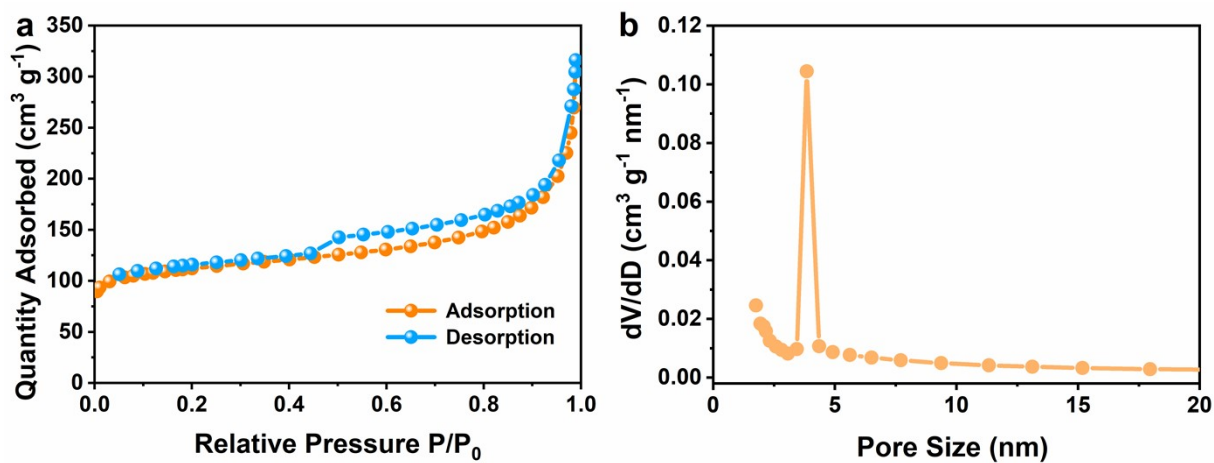 a
350
300
250
200
150
100
50
0
Quantity Adsorbed (cm³ g⁻¹)
Adsorption
Desorption
0.0 0.2 0.4 0.6 0.8 1.0
Relative Pressure P/P₀
b
0.12
0.10
0.08
0.06
0.04
0.02
0.00
dV/dD (cm³ g⁻¹ nm⁻¹)
0 5 10 15 20
Pore Size (nm)